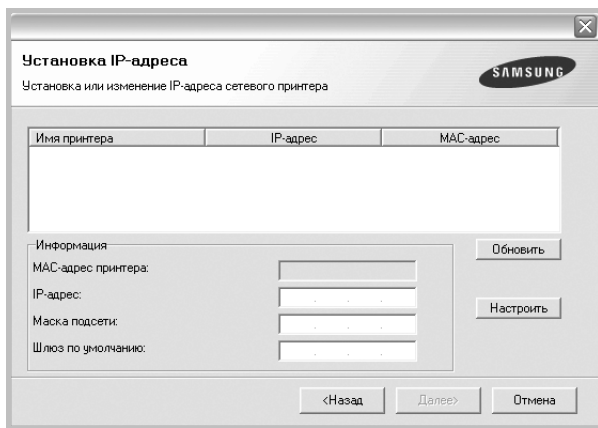 Установка IP-адреса
Установка или изменение IP-адреса сетевого принтера
SAMSUNG
Имя принтера IP-адрес MAC-адрес
Информация
MAC-адрес принтера:
IP-адрес:
Маска подсети:
Шлюз по умолчанию:
Обновить
Настроить
<Назад Далее> Отмена